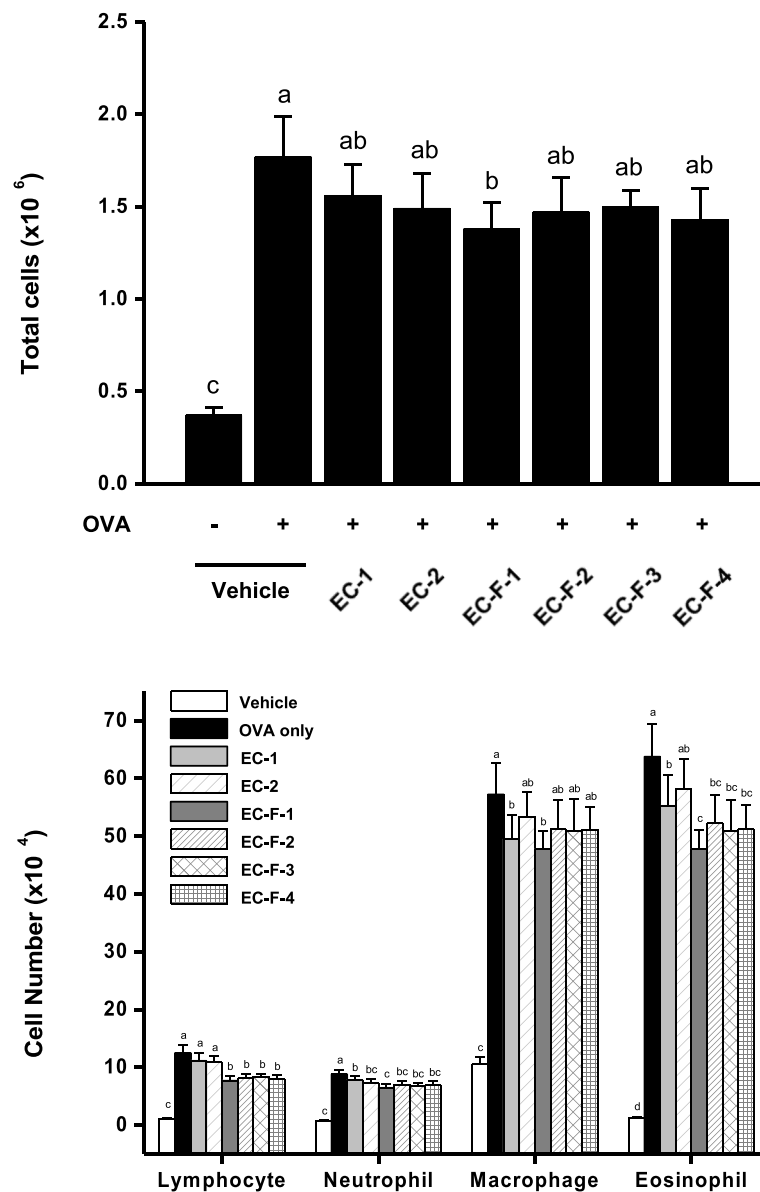 2.5
a
2.0
ab ab ab ab ab
b
1.5
Total cells (x10 6)
1.0
c
0.5
0.0
OVA - + + + + + + +
Vehicle EC-1 EC-2 EC-F-1 EC-F-2 EC-F-3 EC-F-4
Vehicle
OVA only
EC-1
EC-2
EC-F-1
EC-F-2
EC-F-3
EC-F-4
Cell Number (x10 4)
70
60
50
40
30
20
10
0
c a a a b b b b
c a b bc c bc bc bc
c a b ab b ab ab ab
d a b ab c bc bc bc
Lymphocyte Neutrophil Macrophage Eosinophil